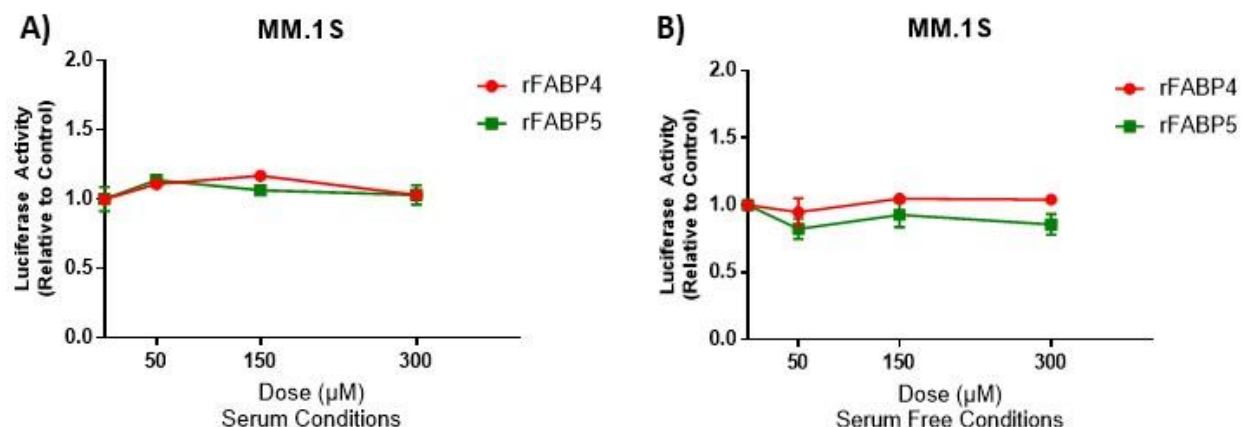 A)
MM.1S
2.0
1.5
1.0
0.5
0.0
Luciferase Activity
(Relative to Control)
50 150 300
Dose (µM)
Serum Conditions
rFABP4
rFABP5
B)
MM.1S
2.0
1.5
1.0
0.5
0.0
Luciferase Activity
(Relative to Control)
50 150 300
Dose (µM)
Serum Free Conditions
rFABP4
rFABP5